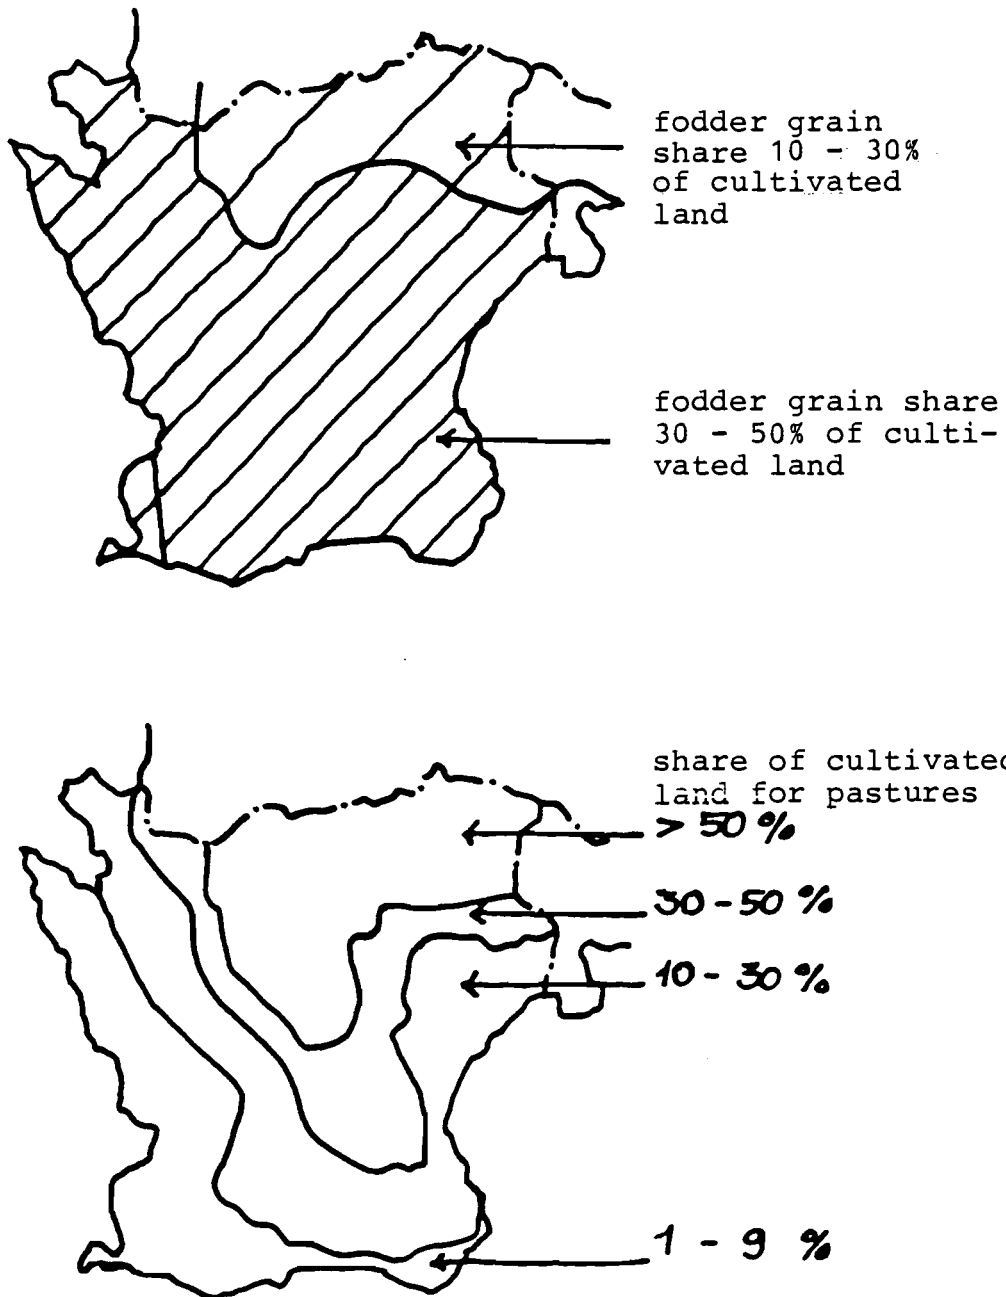 fodder grain
share 10 - 30%
of cultivated
land
fodder grain share
30 - 50% of culti-
vated land
share of cultivated
land for pastures
> 50 %
30 - 50 %
10 - 30 %
1 - 9 %